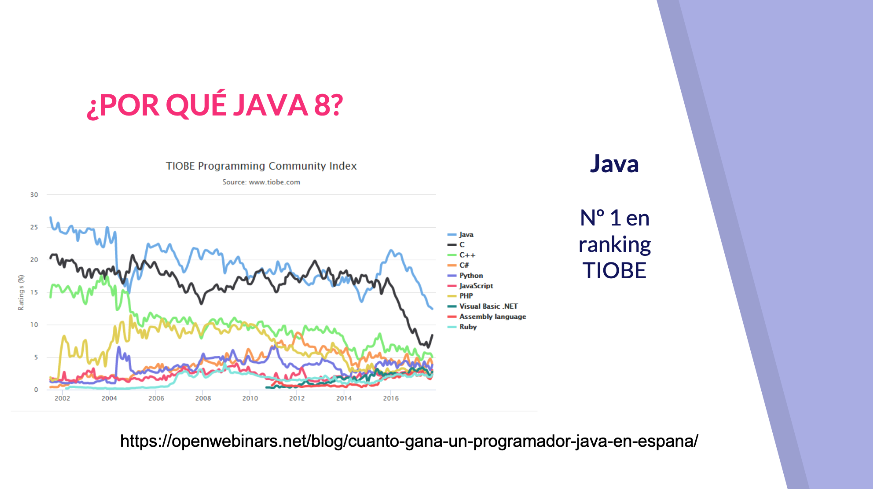 ¿POR QUÉ JAVA 8?
TIOBE Programming Community Index
Source: www.tiobe.com
Ratings (%)
30
25
20
15
10
5
0
2002 2004 2006 2008 2010 2012 2014 2016
Java
C
C++
C#
Python
JavaScript
PHP
Visual Basic .NET
Assembly language
Ruby
Java
Nº 1 en
ranking
TIOBE
https://openwebinars.net/blog/cuanto-gana-un-programador-java-en-espana/